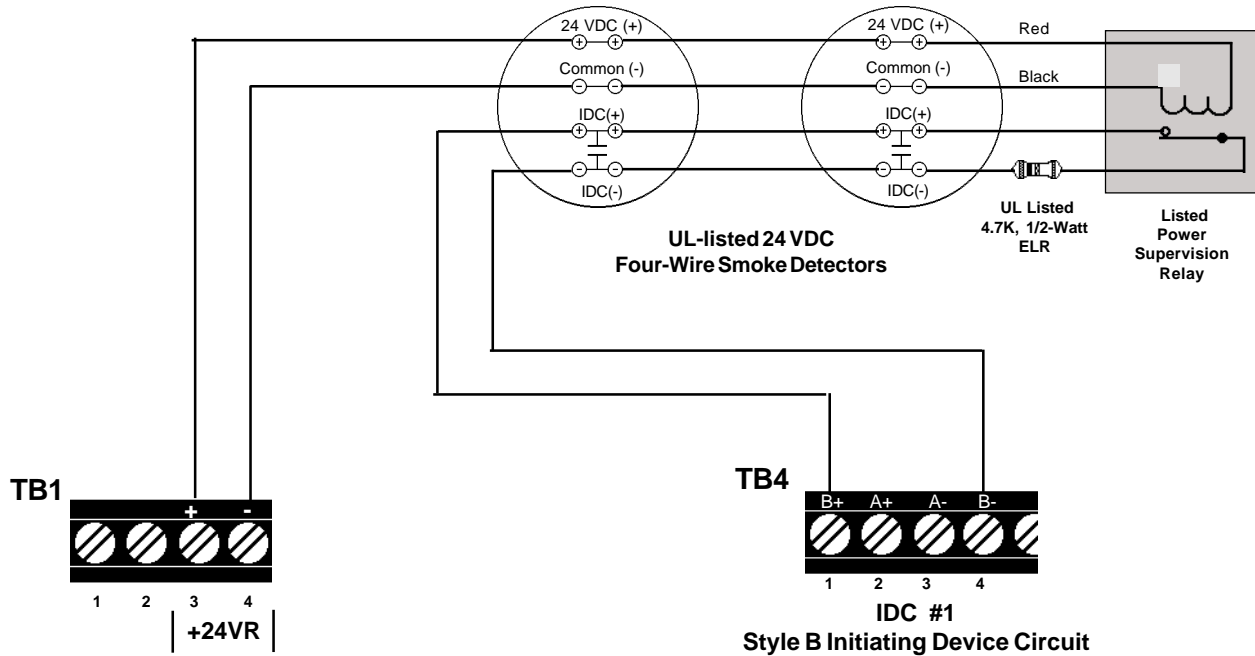 24 VDC (+)
Common (-)
IDC(+)
IDC(-)
24 VDC (+)
Common (-)
IDC(+)
IDC(-)
Red
Black
UL-listed 24 VDC
Four-Wire Smoke Detectors
UL Listed
4.7K, 1/2-Watt
ELR
Listed
Power
Supervision
Relay
TB1
+ -
1 2 3 4
+24VR
TB4
B+ A+ A- B-
1 2 3 4
IDC #1
Style B Initiating Device Circuit